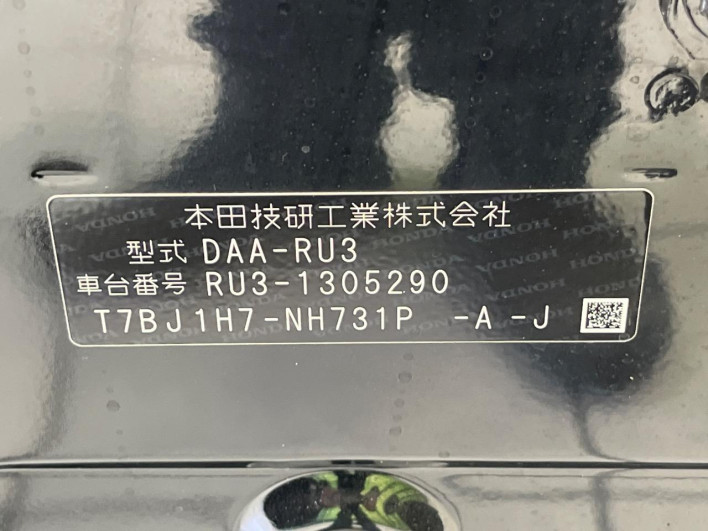 本田技研工業株式会社
型式 DAA-RU3
車台番号 RU3-1305290
T7BJ1H7-NH731P -A -J